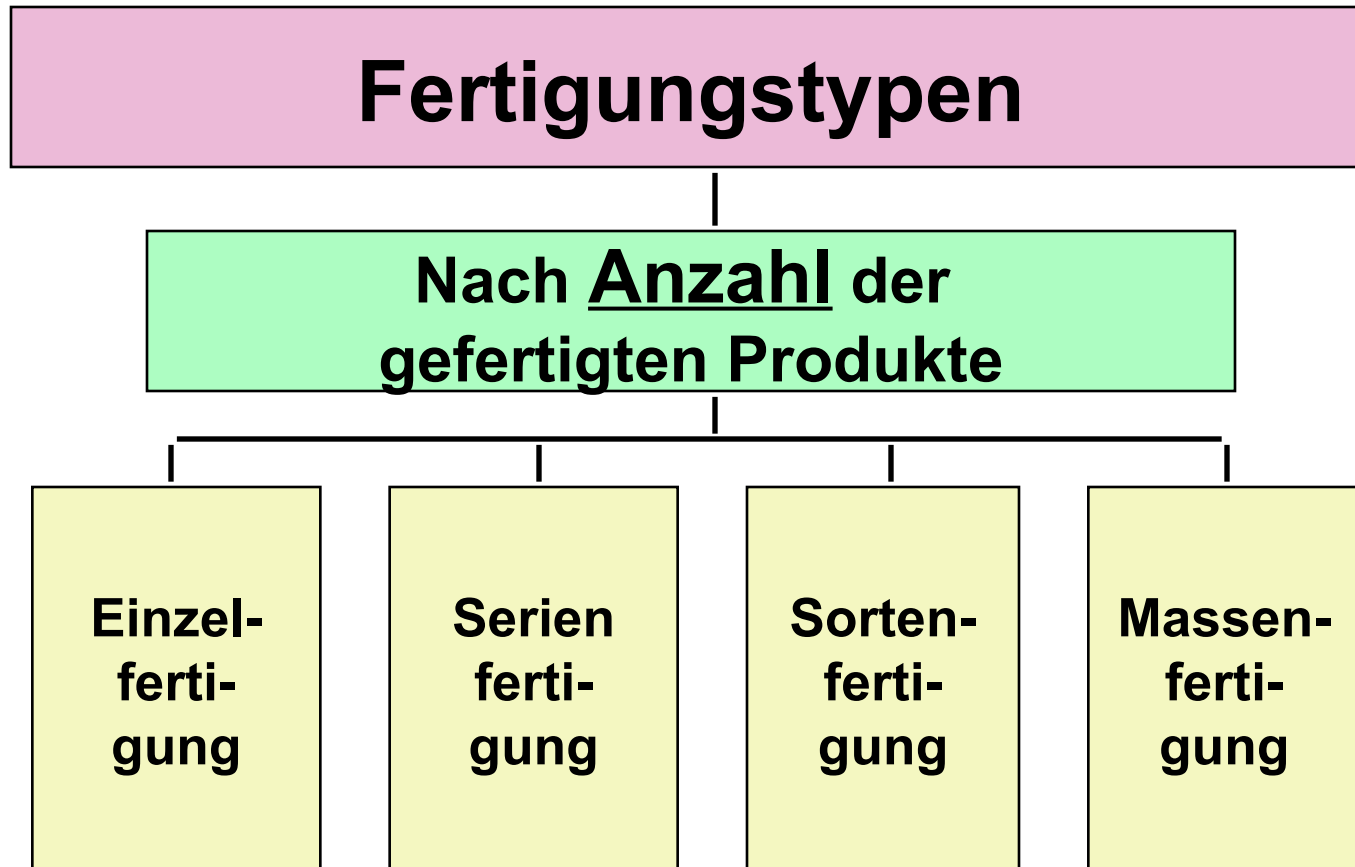 Fertigungstypen
Nach Anzahl der
gefertigten Produkte
Einzel-
ferti-
gung
Serien
ferti-
gung
Sorten-
ferti-
gung
Massen-
ferti-
gung